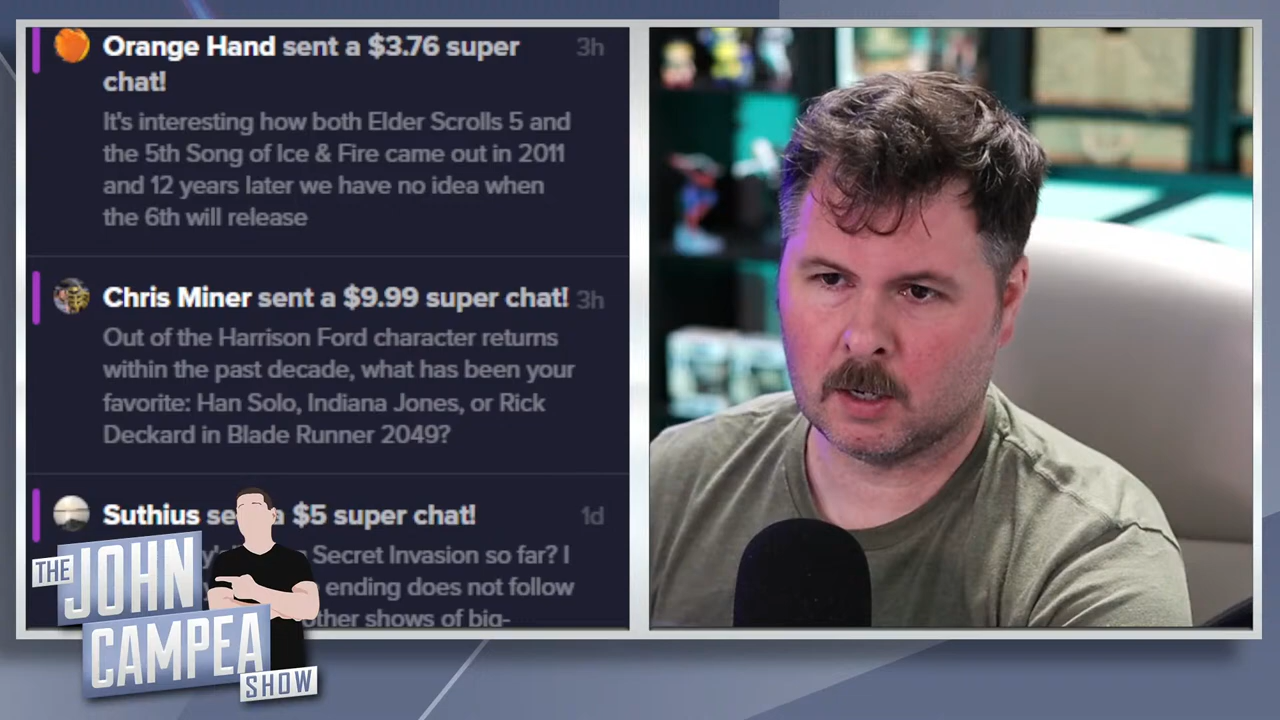 Orange Hand sent a $3.76 super 3h
chat!
It's interesting how both Elder Scrolls 5 and
the 5th Song of Ice & Fire came out in 2011
and 12 years later we have no idea when
the 6th will release
Chris Miner sent a $9.99 super chat! 3h
Out of the Harrison Ford character returns
within the past decade, what has been your
favorite: Han Solo, Indiana Jones, or Rick
Deckard in Blade Runner 2049?
Suthius $5 super chat! 1d
Secret Invasion so far? I
ending does not follow
other shows of big-
THE
JOHN
CAMPEA
SHOW